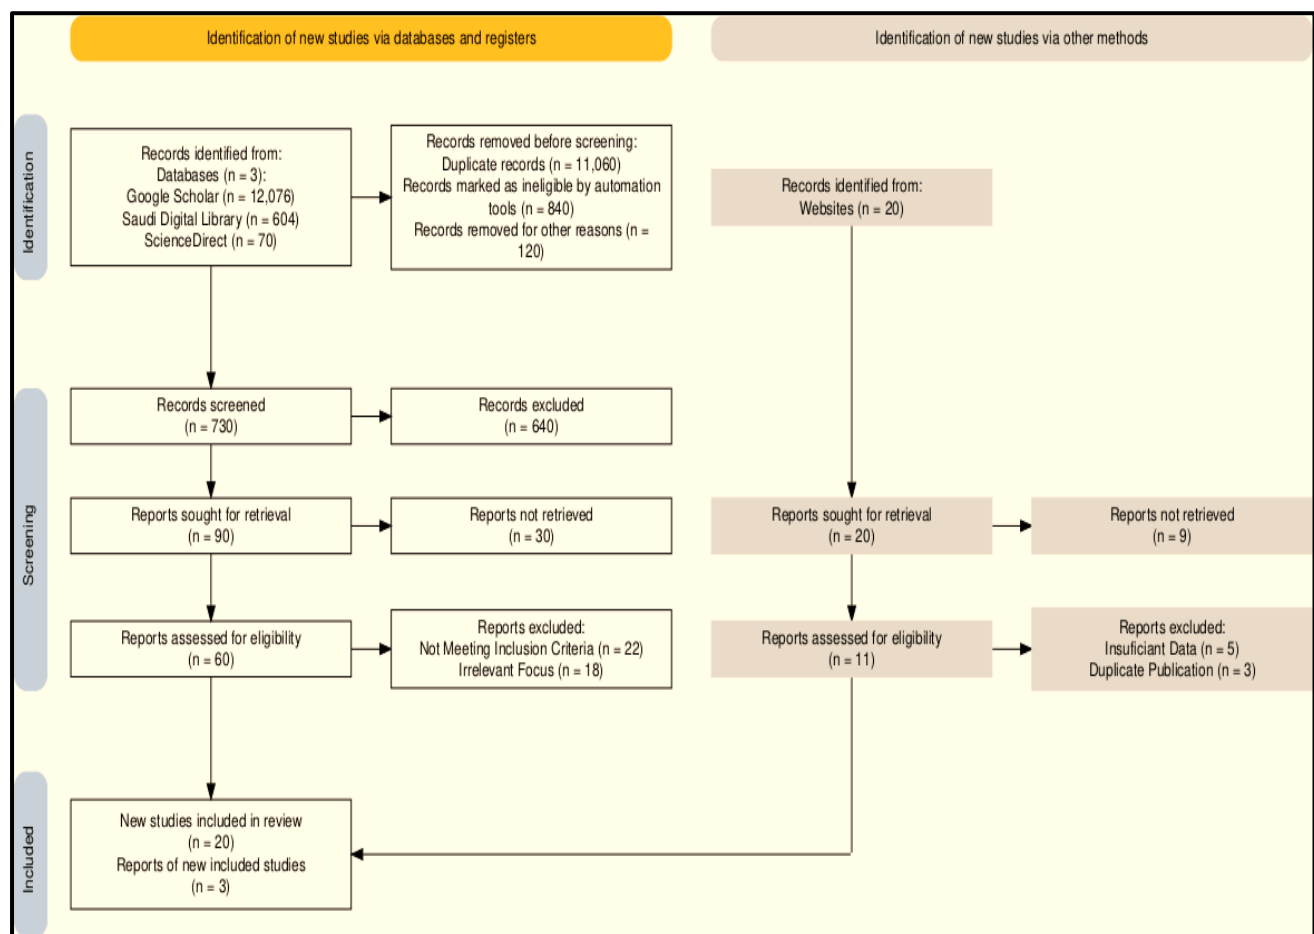 Identification of new studies via databases and registers
Identification of new studies via other methods
Identification
Records identified from:
Databases (n = 3):
Google Scholar (n = 12,076)
Saudi Digital Library (n = 604)
ScienceDirect (n = 70)
Records removed before screening:
Duplicate records (n = 11,060)
Records marked as ineligible by automation
tools (n = 840)
Records removed for other reasons (n =
120)
Records identified from:
Websites (n = 20)
Screening
Records screened
(n = 730)
Records excluded
(n = 640)
Reports sought for retrieval
(n = 90)
Reports not retrieved
(n = 30)
Reports sought for retrieval
(n = 20)
Reports not retrieved
(n = 9)
Reports assessed for eligibility
(n = 60)
Reports excluded:
Not Meeting Inclusion Criteria (n = 22)
Irrelevant Focus (n = 18)
Reports assessed for eligibility
(n = 11)
Reports excluded:
Insuficiant Data (n = 5)
Duplicate Publication (n = 3)
Included
New studies included in review
(n = 20)
Reports of new included studies
(n = 3)